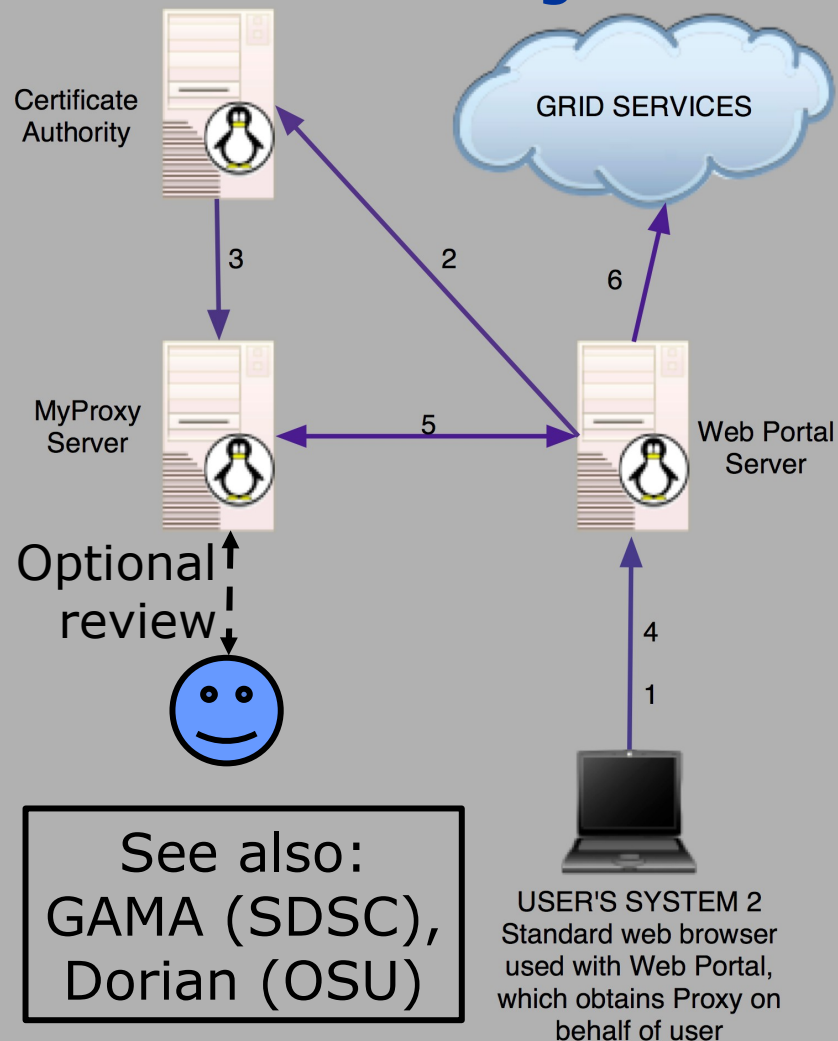 Certificate
Authority
GRID SERVICES
3
2
6
MyProxy
Server
5
Web Portal
Server
Optional
review
4
1
See also:
GAMA (SDSC),
Dorian (OSU)
USER'S SYSTEM 2
Standard web browser
used with Web Portal,
which obtains Proxy on
behalf of user